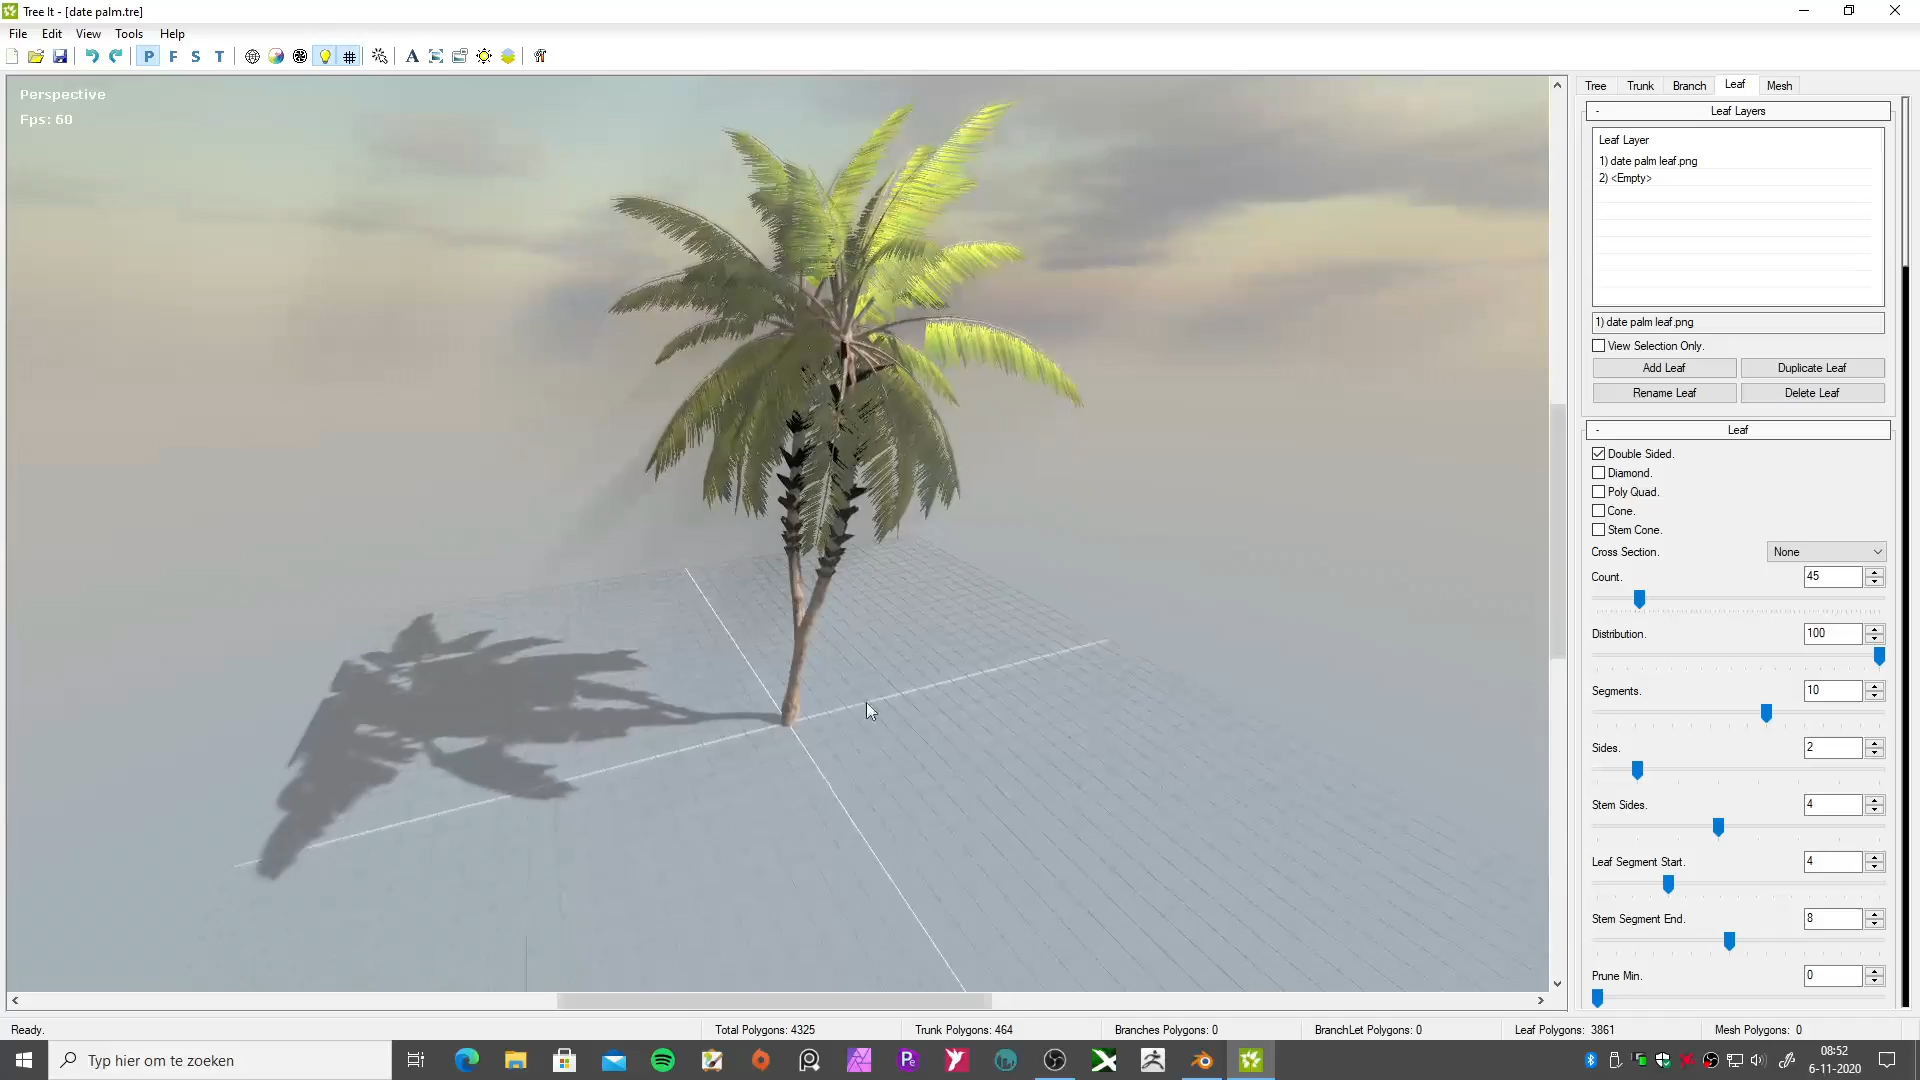 Tree It - [date palm.tre]
File Edit View Tools Help
P F S T A
Perspective
Fps: 60
Tree Trunk Branch Leaf Mesh
- Leaf Layers
Leaf Layer
1) date palm leaf.png
2) <Empty>
1) date palm leaf.png
View Selection Only.
Add Leaf Duplicate Leaf
Rename Leaf Delete Leaf
- Leaf
Double Sided.
Diamond.
Poly Quad.
Cone.
Stem Cone.
Cross Section. None
Count. 45
Distribution. 100
Segments. 10
Sides. 2
Stem Sides. 4
Leaf Segment Start. 4
Stem Segment End. 8
Prune Min. 0
Ready. Total Polygons: 4325 Trunk Polygons: 464 Branches Polygons: 0 BranchLet Polygons: 0 Leaf Polygons: 3861 Mesh Polygons: 0
Typ hier om te zoeken
08:52
6-11-2020